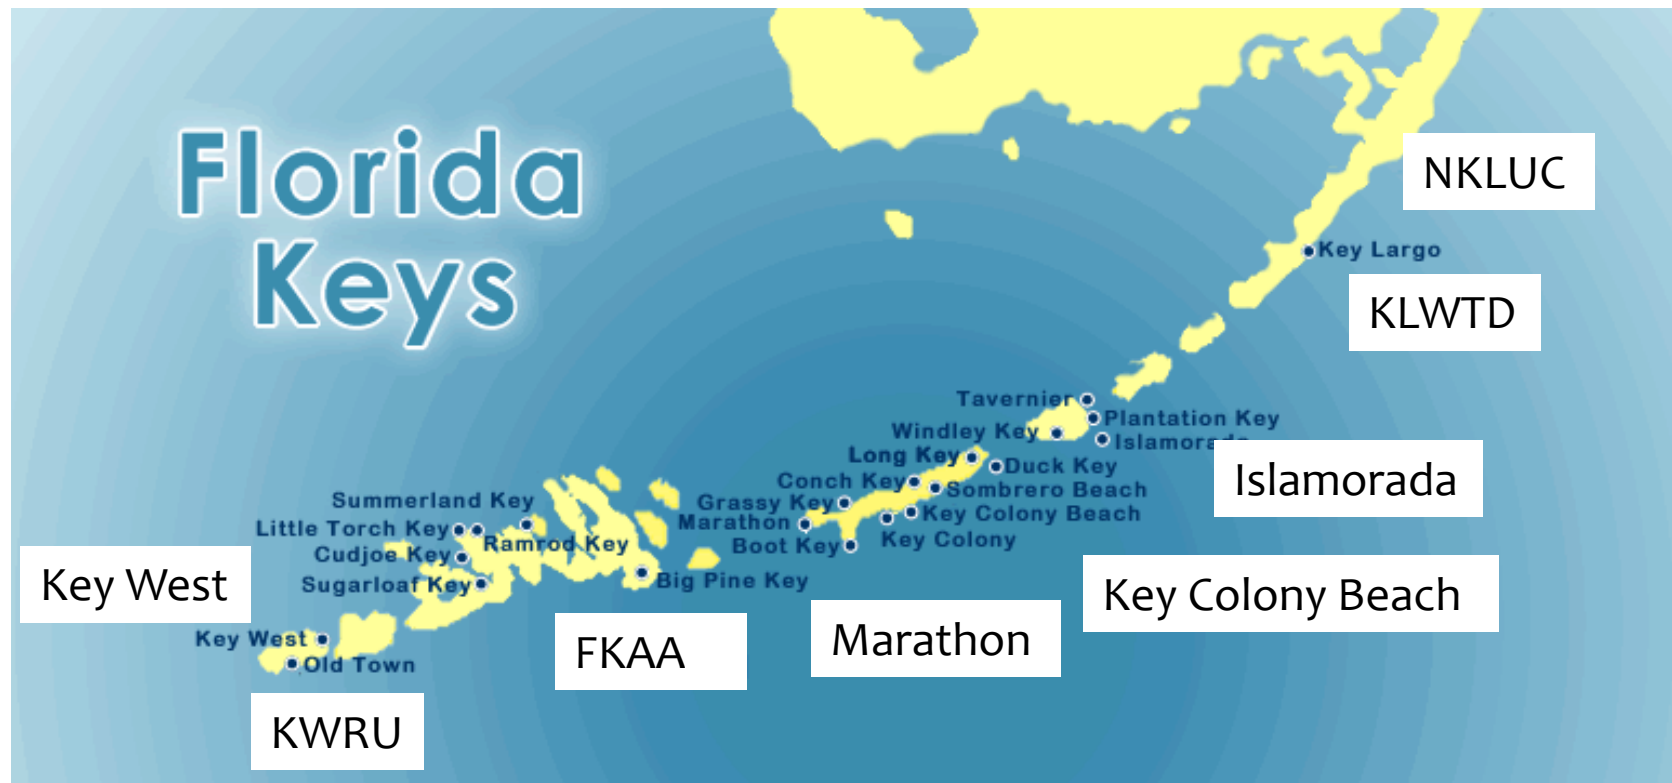 Florida
Keys
NKLUC
Key Largo
KLWTD
Tavernier
Plantation Key
Windley Key
Islamorada
Long Key
Duck Key
Conch Key
Sombrero Beach
Grassy Key
Key Colony Beach
Marathon
Key Colony
Boot Key
Islamorada
Summerland Key
Little Torch Key
Ramrod Key
Cudjoe Key
Sugarloaf Key
Big Pine Key
Key West
Key Colony Beach
Marathon
FKAA
Key West
Old Town
KWRU